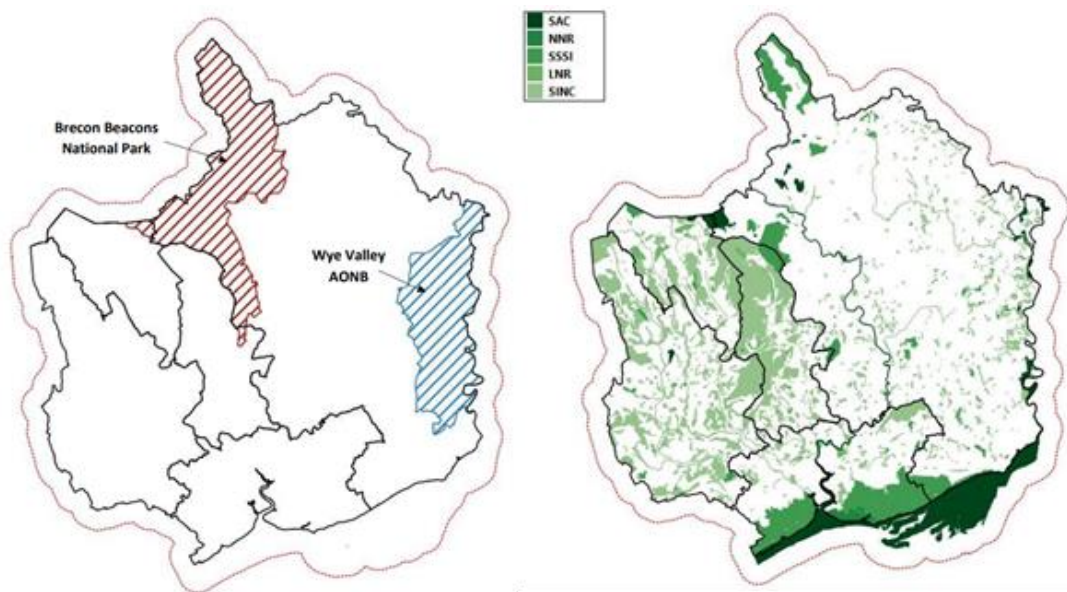 Brecon Beacons
National Park
Wye Valley
AONB
SAC
NNR
SSSI
LNR
SINC